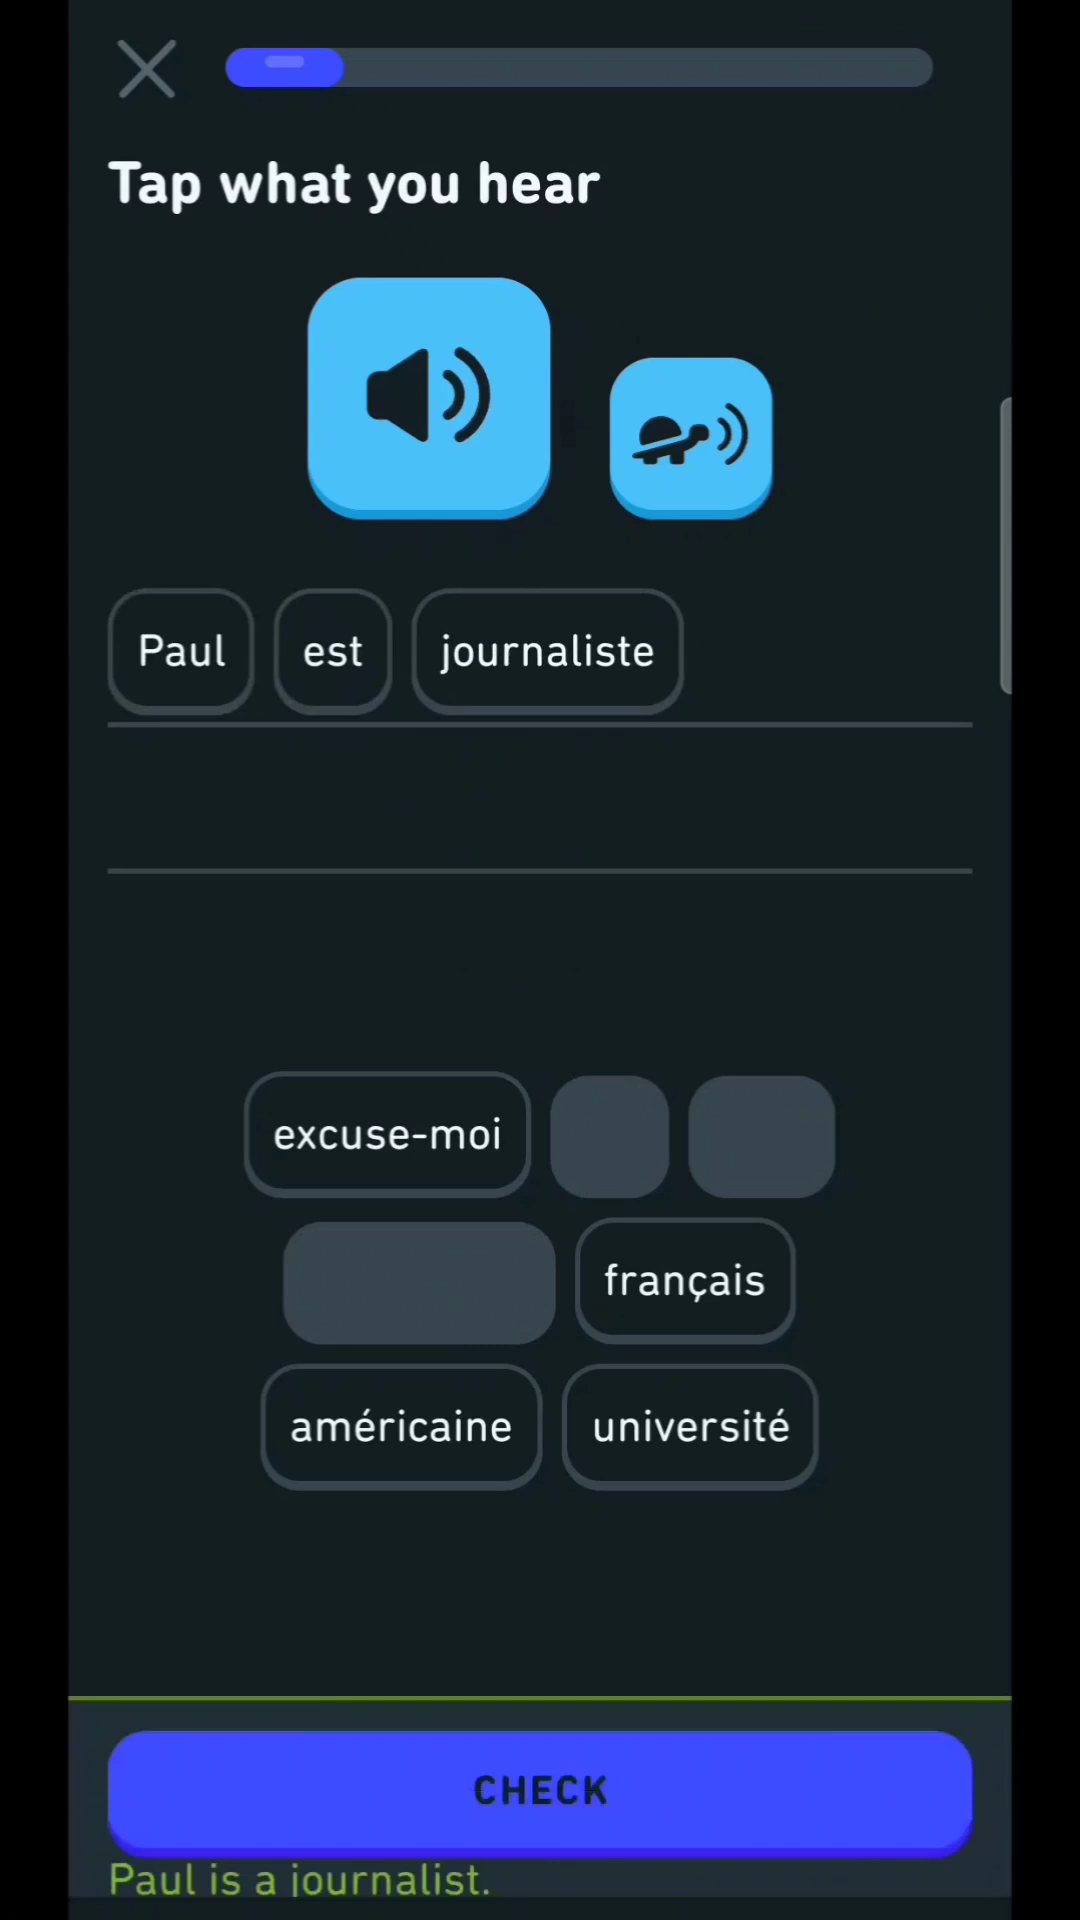 Tap what you hear
Paul est journaliste
excuse-moi
français
américaine université
CHECK
Paul is a journalist.